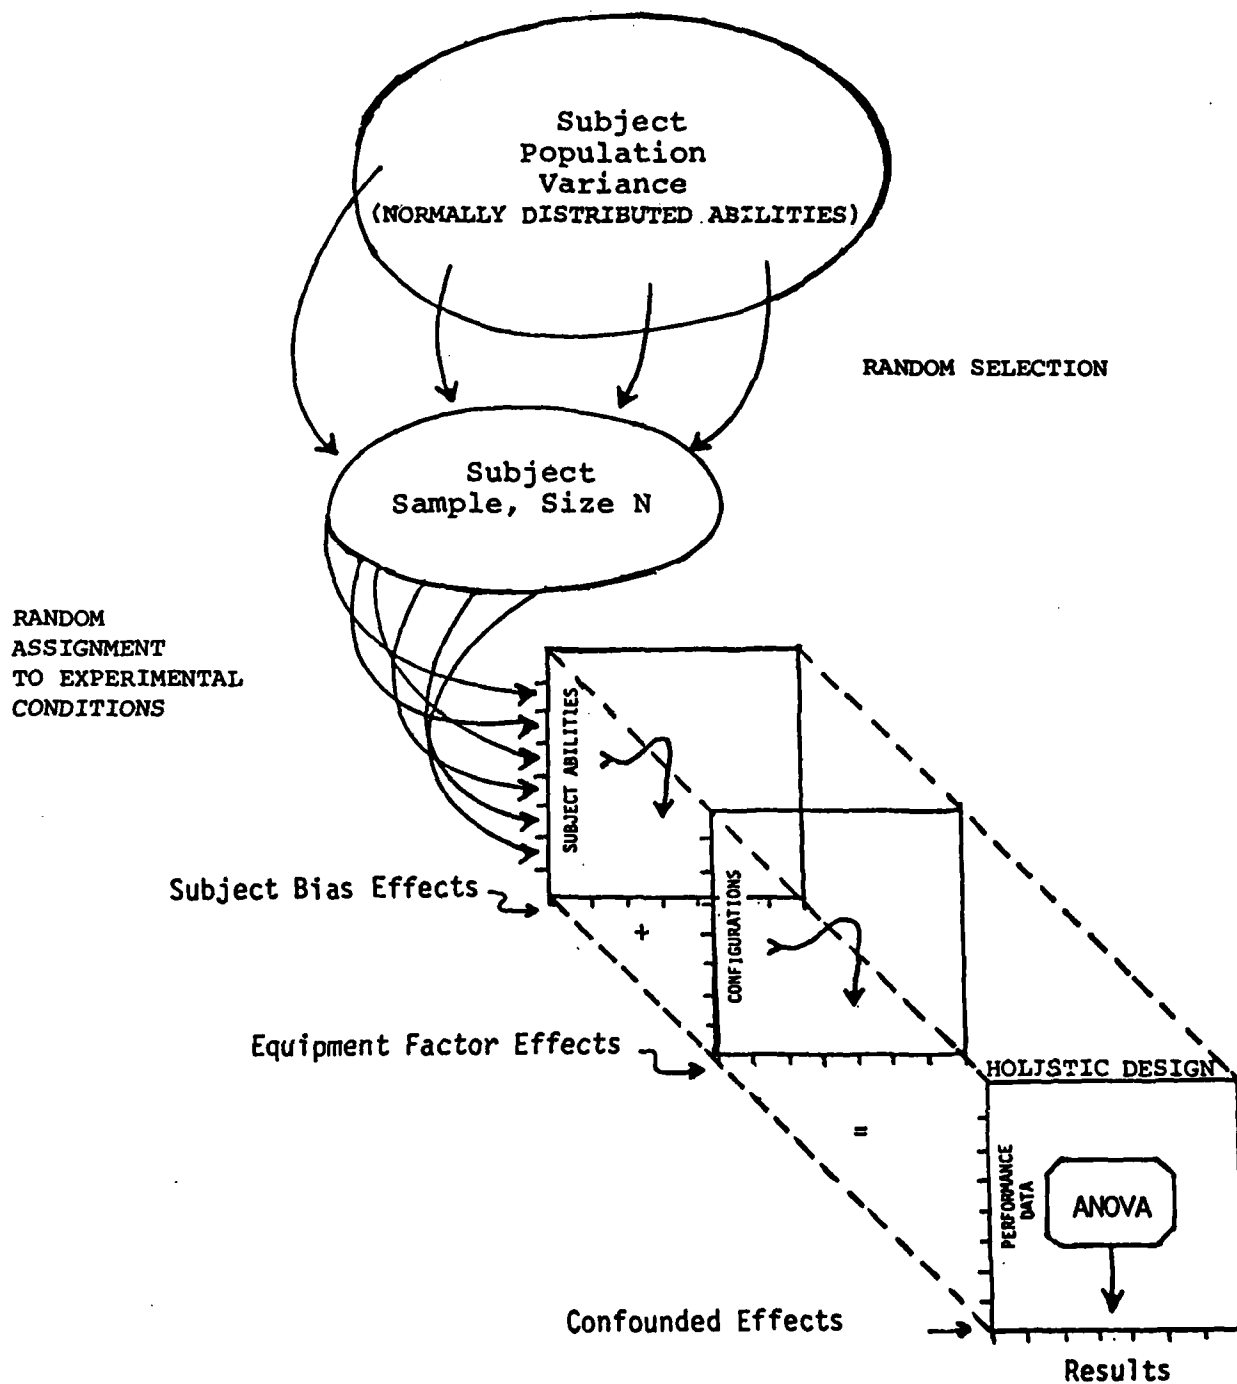 Subject
Population
Variance
(NORMALLY DISTRIBUTED ABILITIES)
RANDOM SELECTION
Subject
Sample, Size N
RANDOM
ASSIGNMENT
TO EXPERIMENTAL
CONDITIONS
SUBJECT ABILITIES
Subject Bias Effects
+
CONFIGURATIONS
Equipment Factor Effects
HOLISTIC DESIGN
=
PERFORMANCE
DATA
ANOVA
Confounded Effects
Results